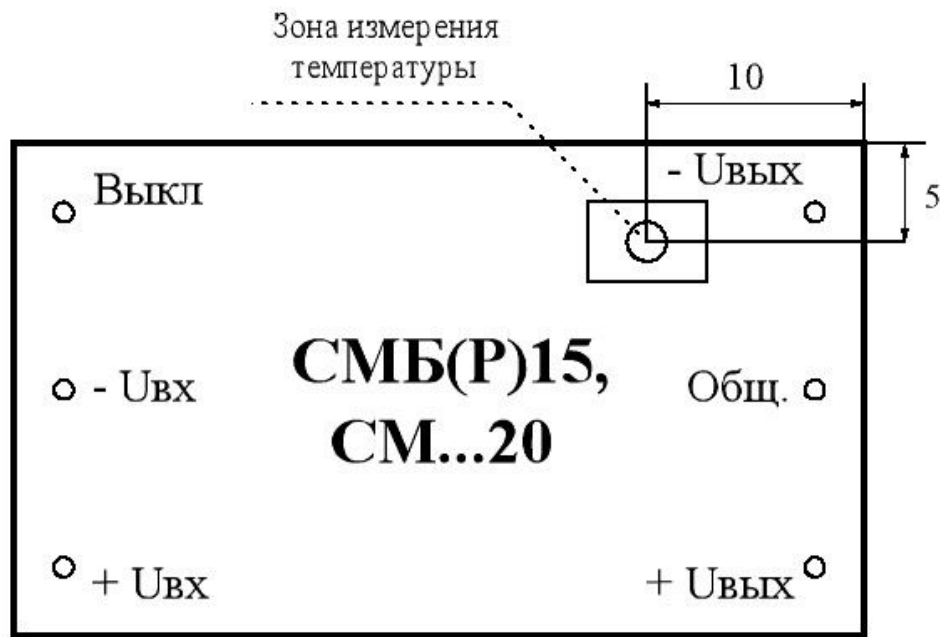 Зона измерения
температуры
10
Выкл
- Uвых
5
СМБ(Р)15,
СМ...20
- Uвх
Общ.
+ Uвх
+ Uвых